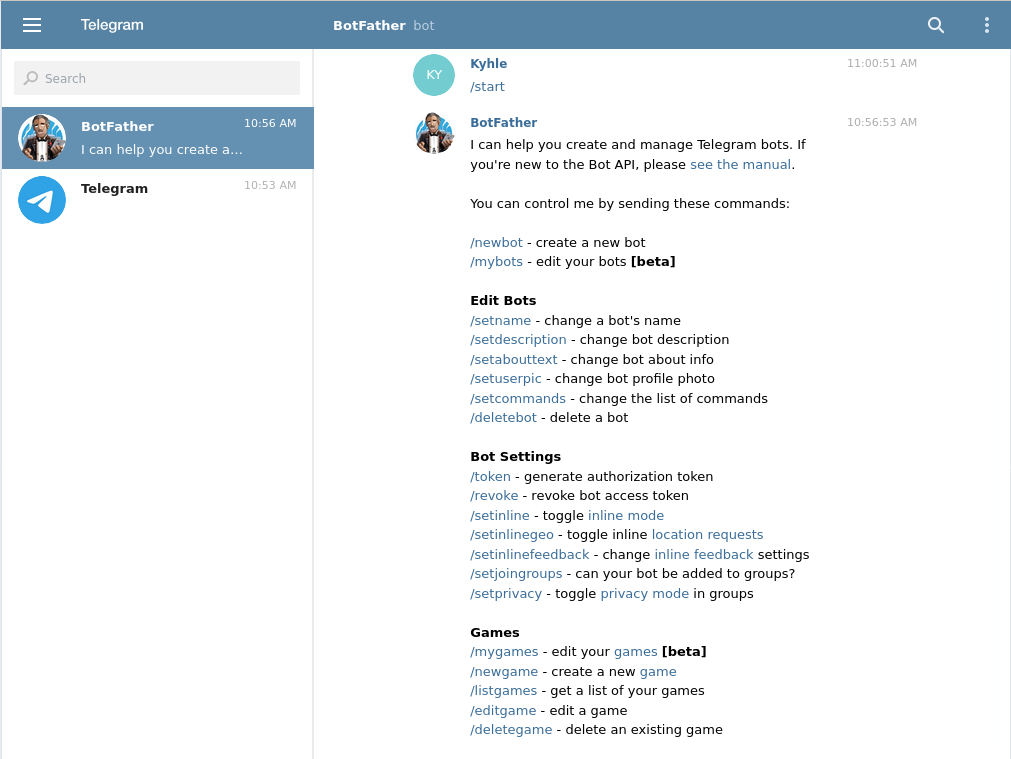 Telegram
BotFather bot
Search
BotFather 10:56 AM
I can help you create a...
Telegram 10:53 AM
KY
Kyhle 11:00:51 AM
/start
BotFather 10:56:53 AM
I can help you create and manage Telegram bots. If
you're new to the Bot API, please see the manual.
You can control me by sending these commands:
/newbot - create a new bot
/mybots - edit your bots [beta]
Edit Bots
/setname - change a bot's name
/setdescription - change bot description
/setabouttext - change bot about info
/setuserpic - change bot profile photo
/setcommands - change the list of commands
/deletebot - delete a bot
Bot Settings
/token - generate authorization token
/revoke - revoke bot access token
/setinline - toggle inline mode
/setinlinegeo - toggle inline location requests
/setinlinefeedback - change inline feedback settings
/setjoingroups - can your bot be added to groups?
/setprivacy - toggle privacy mode in groups
Games
/mygames - edit your games [beta]
/newgame - create a new game
/listgames - get a list of your games
/editgame - edit a game
/deletegame - delete an existing game